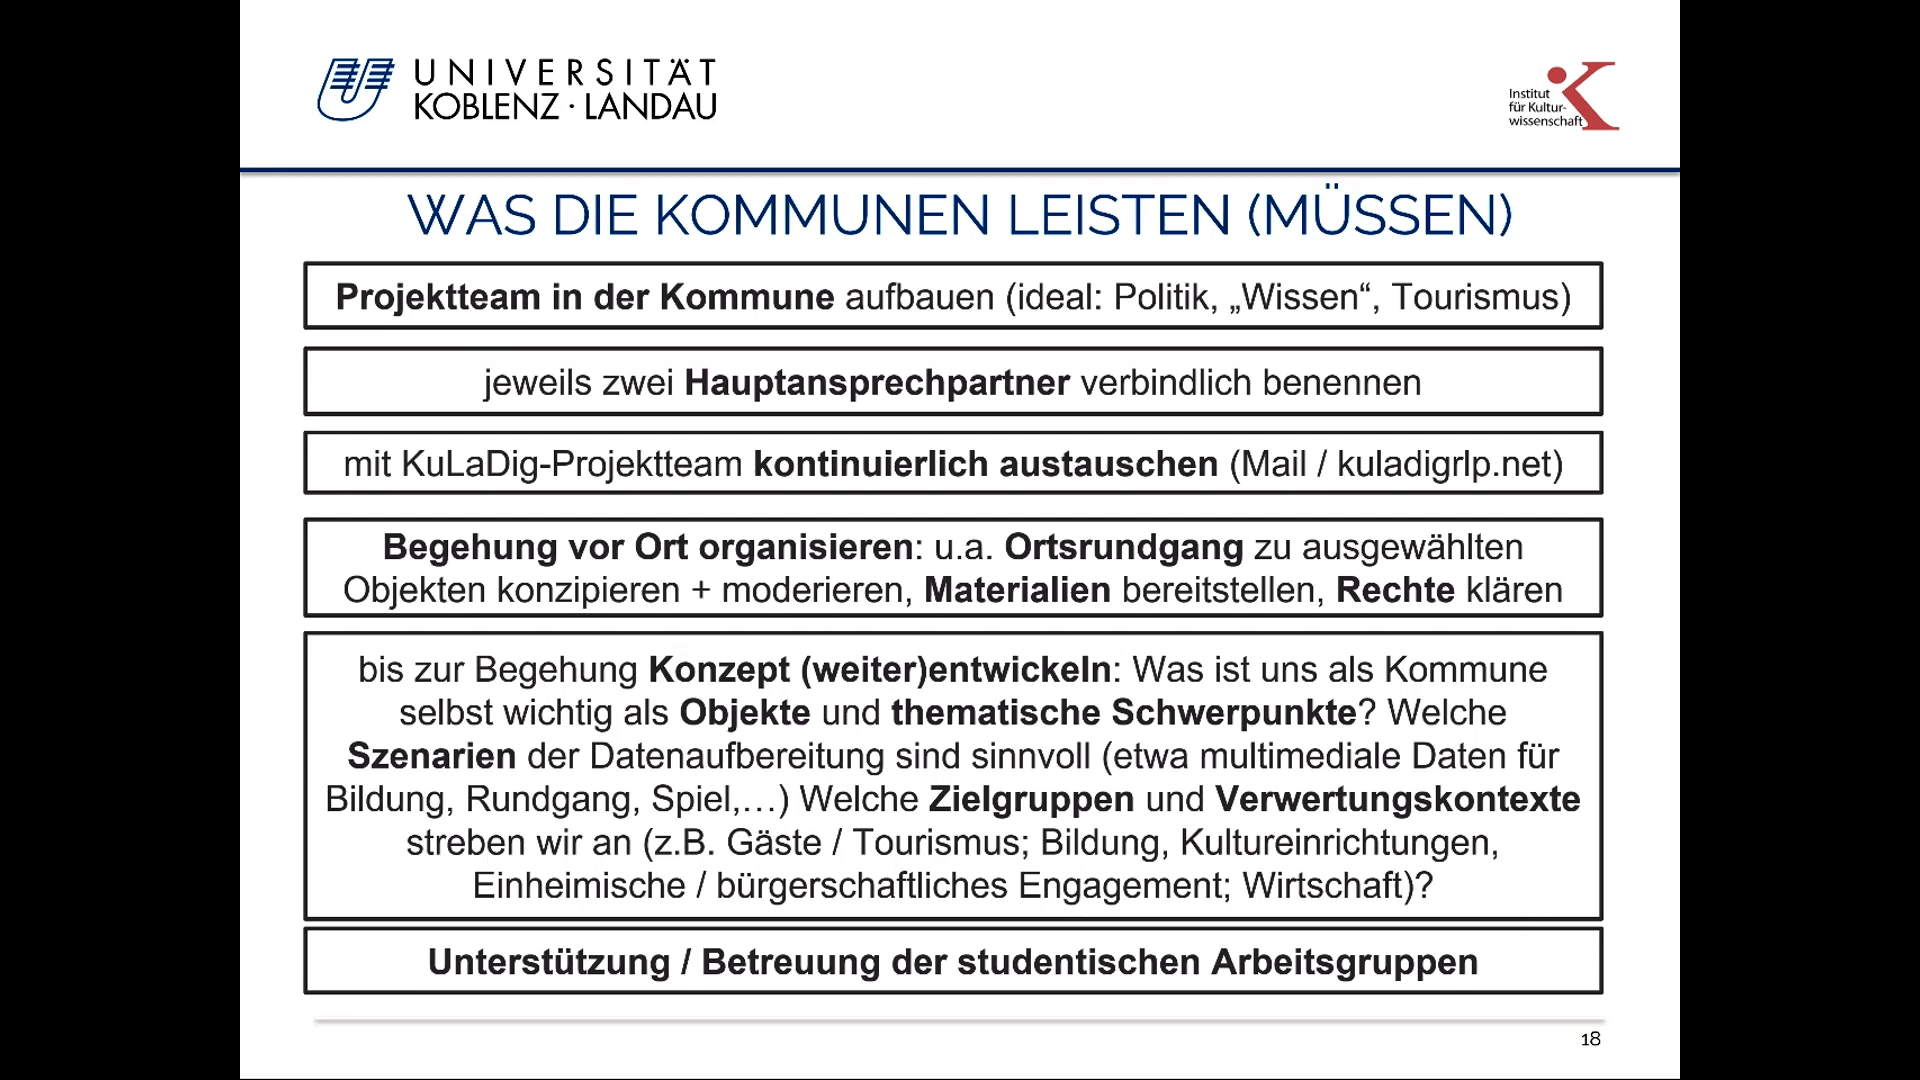 UNIVERSITÄT
KOBLENZ · LANDAU
Institut
für Kultur-
wissenschaft
WAS DIE KOMMUNEN LEISTEN (MÜSSEN)
Projektteam in der Kommune aufbauen (ideal: Politik, „Wissen“, Tourismus)
jeweils zwei Hauptansprechpartner verbindlich benennen
mit KuLaDig-Projektteam kontinuierlich austauschen (Mail / kuladigrlp.net)
Begehung vor Ort organisieren: u.a. Ortsrundgang zu ausgewählten
Objekten konzipieren + moderieren, Materialien bereitstellen, Rechte klären
bis zur Begehung Konzept (weiter)entwickeln: Was ist uns als Kommune
selbst wichtig als Objekte und thematische Schwerpunkte? Welche
Szenarien der Datenaufbereitung sind sinnvoll (etwa multimediale Daten für
Bildung, Rundgang, Spiel,…) Welche Zielgruppen und Verwertungskontexte
streben wir an (z.B. Gäste / Tourismus; Bildung, Kultureinrichtungen,
Einheimische / bürgerschaftliches Engagement; Wirtschaft)?
Unterstützung / Betreuung der studentischen Arbeitsgruppen
18